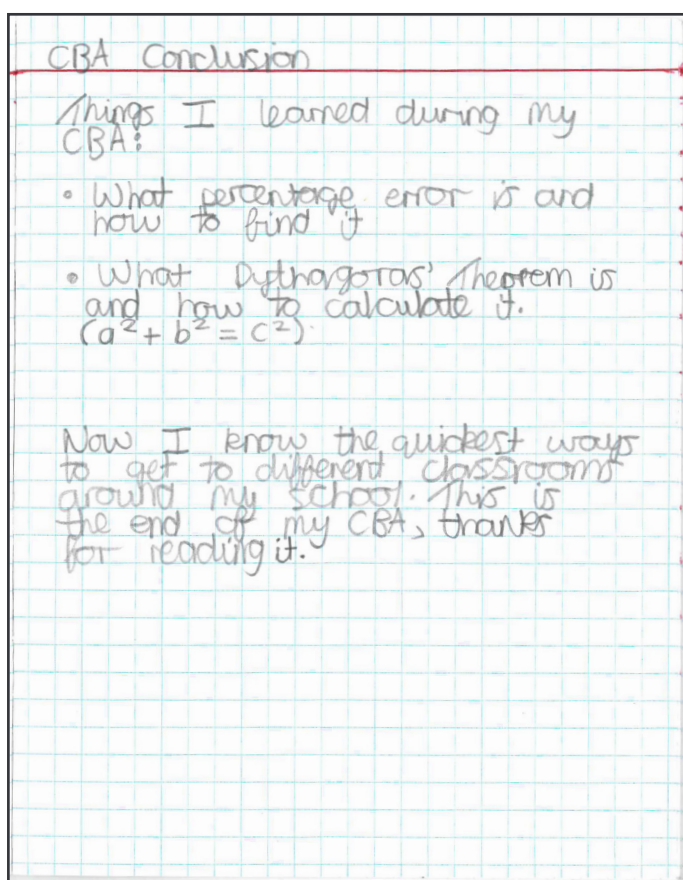 CBA Conclusion
Things I learned during my
CBA:
• What percentage error is and
how to find it
• What Pythagoras' Theorem is
and how to calculate it.
(a² + b² = c²).
Now I know the quickest ways
to get to different classrooms
around my school. This is
the end of my CBA, thanks
for reading it.